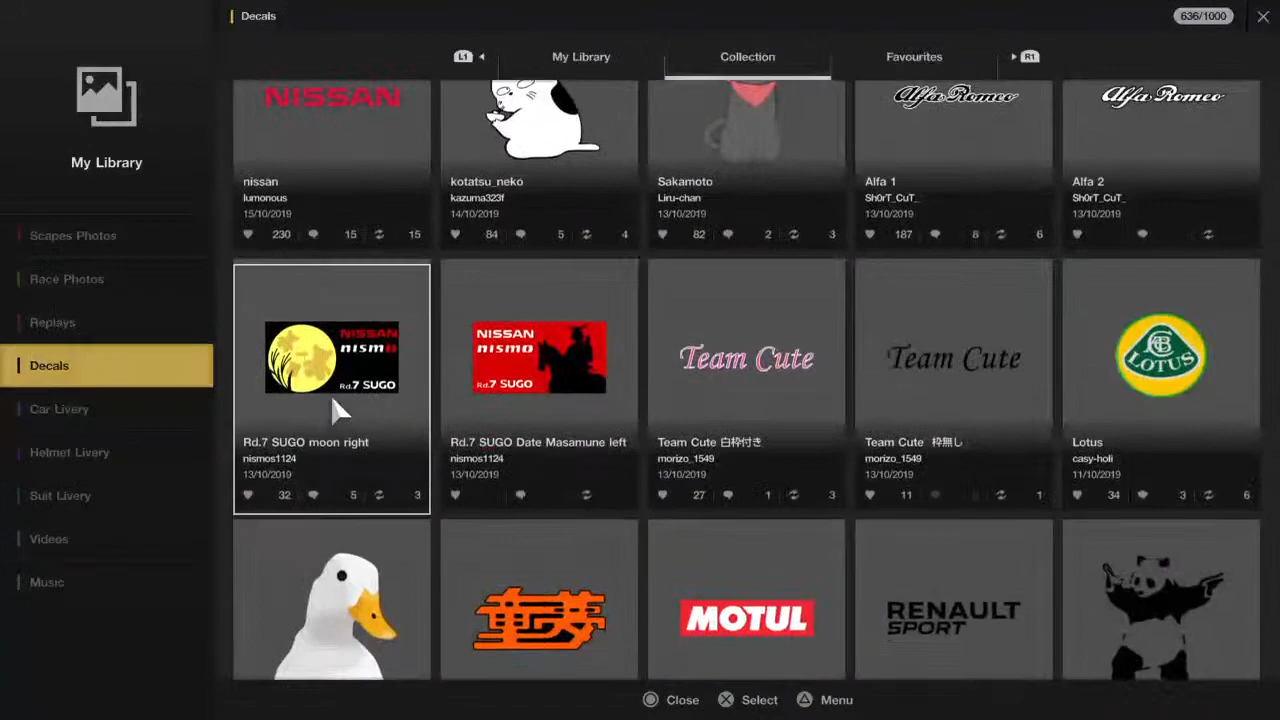 Decals
636/1000
L1
My Library
Collection
Favourites
R1
My Library
Scapes Photos
Race Photos
Replays
Decals
Car Livery
Helmet Livery
Suit Livery
Videos
Music
NISSAN
Alfa Romeo
Alfa Romeo
nissan
lumonous
15/10/2019
230 15 15
kotatsu_neko
kazuma323f
14/10/2019
84 5 4
Sakamoto
Liru-chan
13/10/2019
82 2 3
Alfa 1
Sh0rT_CuT_
13/10/2019
187 8 6
Alfa 2
Sh0rT_CuT_
13/10/2019
NISSAN
nismo
Rd.7 SUGO
NISSAN
nismo
Rd.7 SUGO
Team Cute
Team Cute
LOTUS
Rd.7 SUGO moon right
nismos1124
13/10/2019
32 5 3
Rd.7 SUGO Date Masamune left
nismos1124
13/10/2019
Team Cute 白枠付き
morizo_1549
13/10/2019
27 1 3
Team Cute 枠無し
morizo_1549
13/10/2019
11 1
Lotus
casy-holi
11/10/2019
34 3 6
童夢
MOTUL
RENAULT
SPORT
Close
Select
Menu